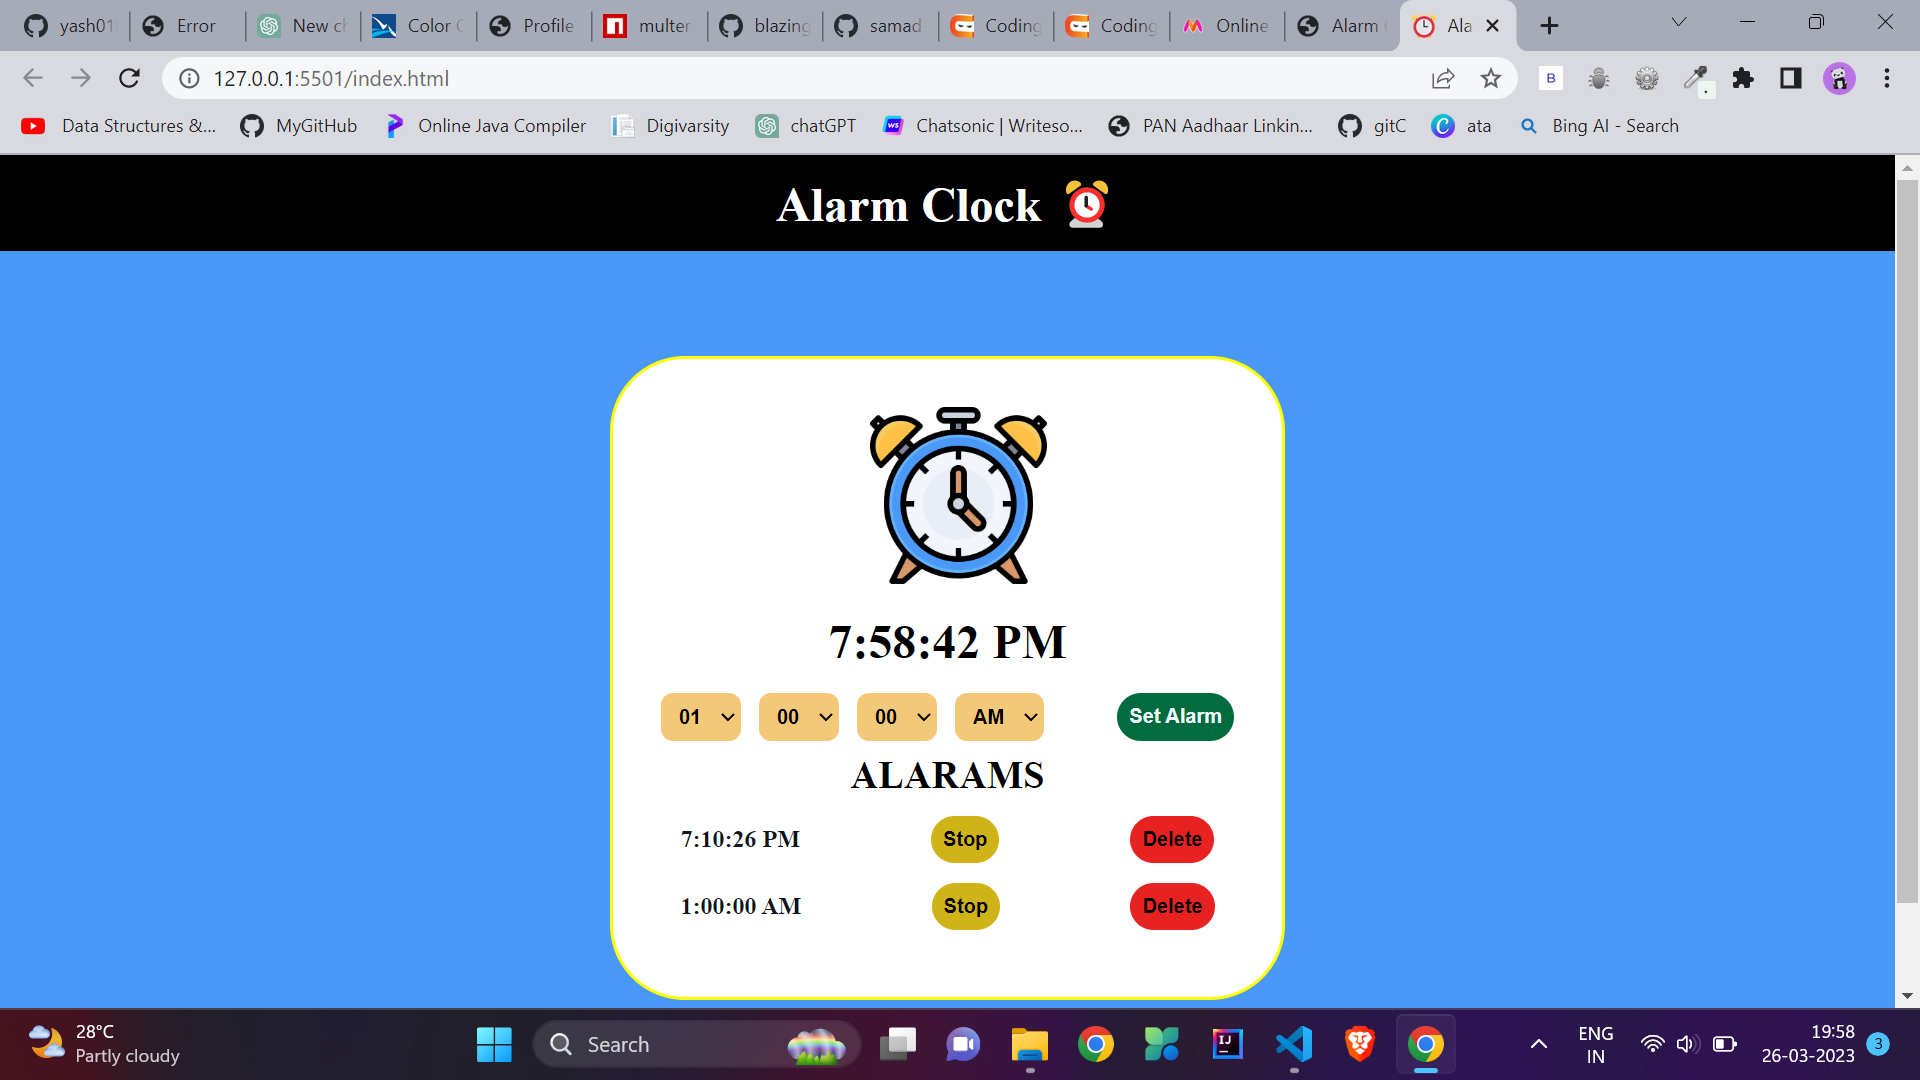 yash01
Error
New ch
Color C
Profile
multer
blazing
samad
Coding
Coding
Online
Alarm
Ala
127.0.0.1:5501/index.html
B
Data Structures &...
MyGitHub
Online Java Compiler
Digivarsity
chatGPT
ws
Chatsonic | Writeso...
PAN Aadhaar Linkin...
gitC
ata
Bing AI - Search
Alarm Clock
7:58:42 PM
01 00 00 AM Set Alarm
ALARAMS
7:10:26 PM Stop Delete
1:00:00 AM Stop Delete
28°C
Partly cloudy
Search
IJ
ENG
IN
19:58
26-03-2023
3